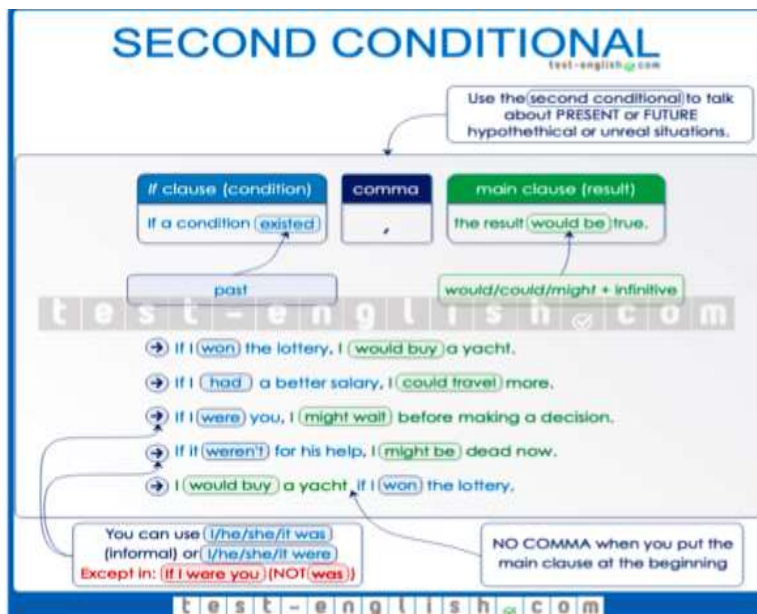 SECOND CONDITIONAL
test-english.com
Use the second conditional to talk
about PRESENT or FUTURE
hypothethical or unreal situations.
If clause (condition)
comma
main clause (result)
If a condition existed
,
the result would be true.
past
would/could/might + infinitive
test-english.com
If I won the lottery, I would buy a yacht.
If I had a better salary, I could travel more.
If I were you, I might wait before making a decision.
If it weren't for his help, I might be dead now.
I would buy a yacht if I won the lottery.
You can use I/he/she/it was
(informal) or I/he/she/it were
Except in: if I were you (NOT was)
NO COMMA when you put the
main clause at the beginning
test-english.com